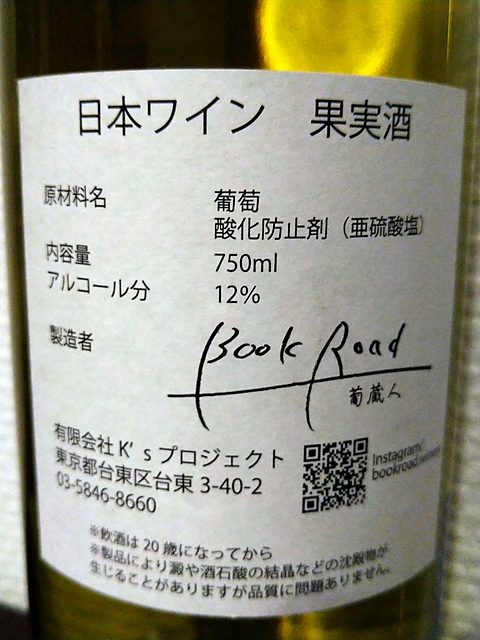 日本ワイン　果実酒
原材料名　葡萄
酸化防止剤（亜硫酸塩）
内容量　750ml
アルコール分　12%
製造者　Book Road
葡蔵人
有限会社 K's プロジェクト
東京都台東区台東 3-40-2
03-5846-8660
Instagram/
bookroad.
※飲酒は 20 歳になってから
※製品により澱や酒石酸の結晶などの沈殿物が
生じることがありますが品質に問題ありません。